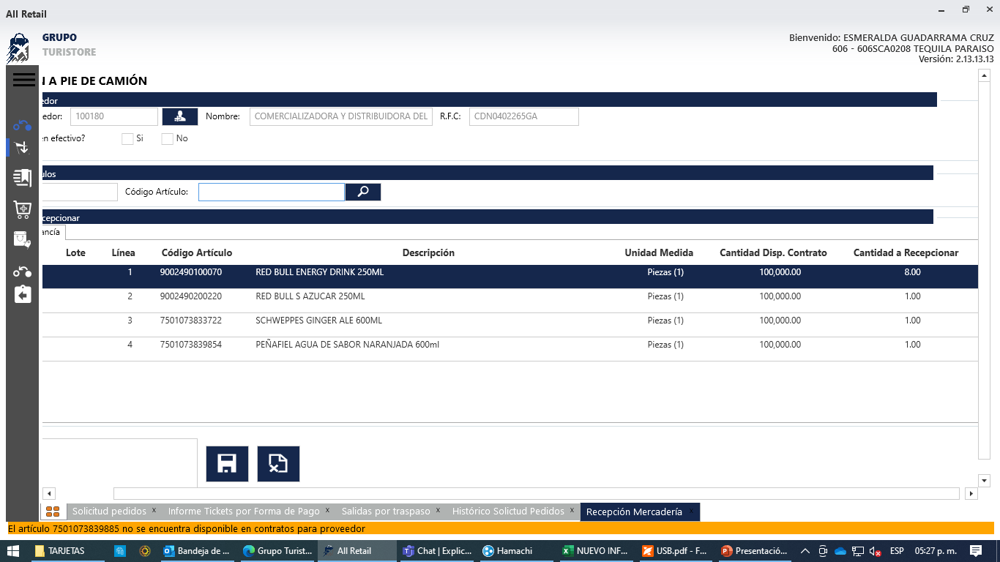 All Retail
GRUPO
TURISTORE
Bienvenido: ESMERALDA GUADARRAMA CRUZ
606 - 606SCA0208 TEQUILA PARAISO
Versión: 2.13.13.13
N A PIE DE CAMIÓN
edor
edor: 100180 Nombre: COMERCIALIZADORA Y DISTRIBUIDORA DEL R.F.C: CDN0402265GA
en efectivo? Si No
ulos
Código Artículo:
cepcionar
ancía
Lote Línea Código Artículo Descripción Unidad Medida Cantidad Disp. Contrato Cantidad a Recepcionar
1 9002490100070 RED BULL ENERGY DRINK 250ML Piezas (1) 100,000.00 8.00
2 9002490200220 RED BULL S AZUCAR 250ML Piezas (1) 100,000.00 1.00
3 7501073833722 SCHWEPPES GINGER ALE 600ML Piezas (1) 100,000.00 1.00
4 7501073839854 PEÑAFIEL AGUA DE SABOR NARANJADA 600ml Piezas (1) 100,000.00 1.00
Solicitud pedidos x Informe Tickets por Forma de Pago x Salidas por traspaso x Histórico Solictud Pedidos x Recepción Mercadería x
El artículo 7501073839885 no se encuentra disponible en contratos para proveedor
TARJETAS Bandeja de ... Grupo Turist... All Retail Chat | Explic... Hamachi NUEVO INF... USB.pdf - F... Presentació... ESP 05:27 p. m.